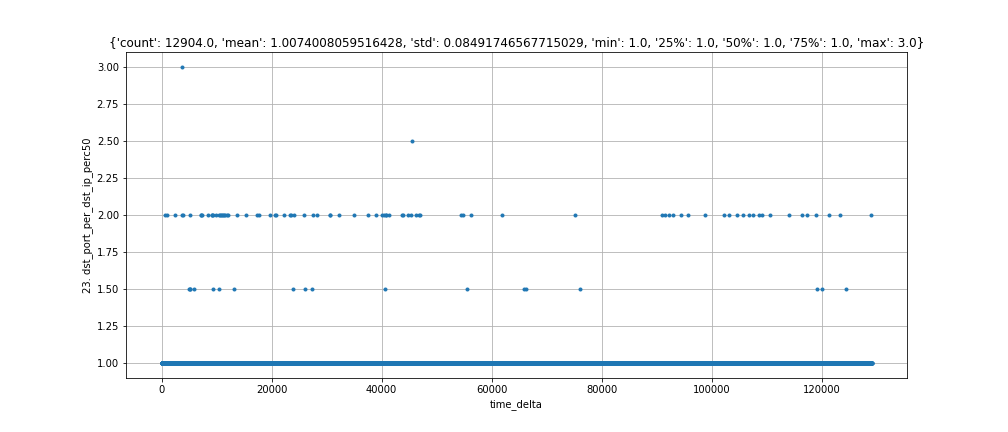 {'count': 12904.0, 'mean': 1.0074008059516428, 'std': 0.08491746567715029, 'min': 1.0, '25%': 1.0, '50%': 1.0, '75%': 1.0, 'max': 3.0}
3.00
2.75
2.50
2.25
2.00
1.75
1.50
1.25
1.00
23. dst_port_per_dst_ip_perc50
0 20000 40000 60000 80000 100000 120000
time_delta